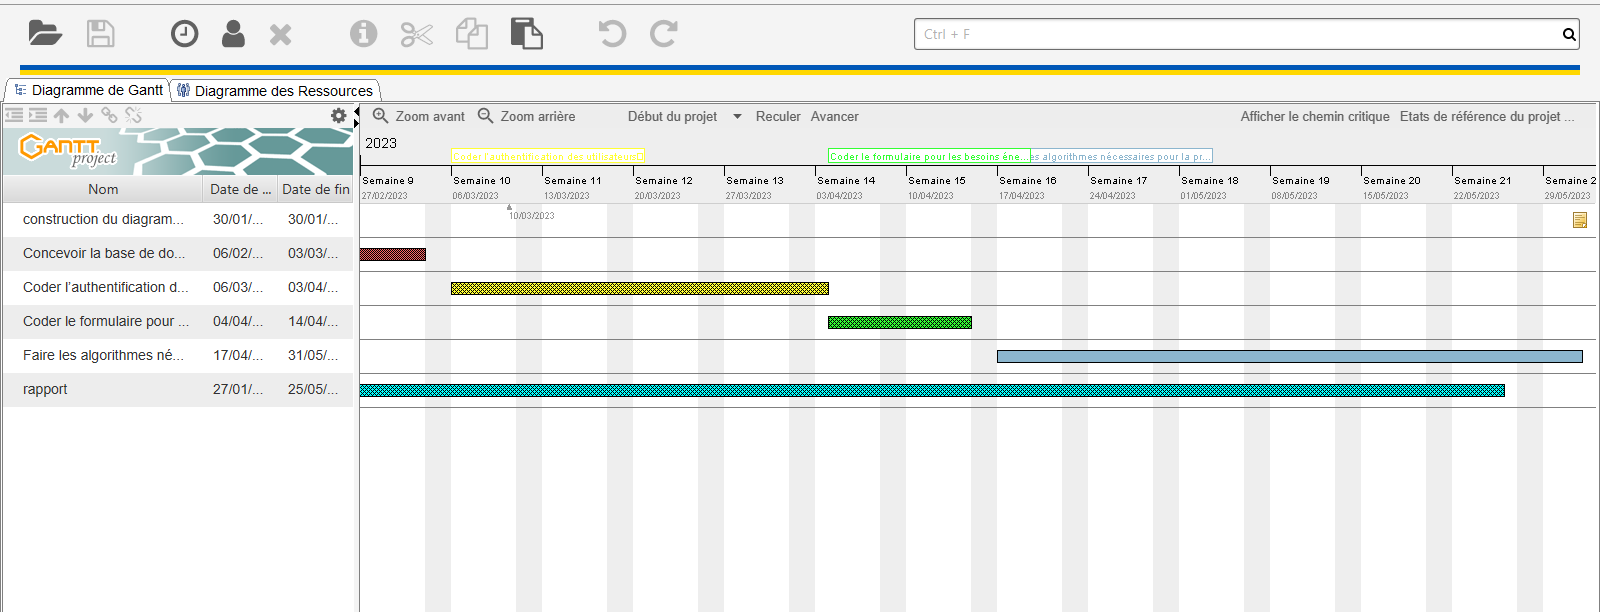 Ctrl + F
Diagramme de Gantt
Diagramme des Ressources
Zoom avant
Zoom arrière
Début du projet
Reculer
Avancer
Afficher le chemin critique
Etats de référence du projet ...
GANTT
project
2023
Coder l'authentification des utilisateurs
Coder le formulaire pour les besoins éne...
es algorithmes nécessaires pour la pr...
Nom
Date de ...
Date de fin
Semaine 9
Semaine 10
Semaine 11
Semaine 12
Semaine 13
Semaine 14
Semaine 15
Semaine 16
Semaine 17
Semaine 18
Semaine 19
Semaine 20
Semaine 21
Semaine 2
27/02/2023
06/03/2023
13/03/2023
20/03/2023
27/03/2023
03/04/2023
10/04/2023
17/04/2023
24/04/2023
01/05/2023
08/05/2023
15/05/2023
22/05/2023
29/05/2023
10/03/2023
construction du diagram... 30/01/... 30/01/...
Concevoir la base de do... 06/02/... 03/03/...
Coder l’authentification d... 06/03/... 03/04/...
Coder le formulaire pour ... 04/04/... 14/04/...
Faire les algorithmes né... 17/04/... 31/05/...
rapport 27/01/... 25/05/...